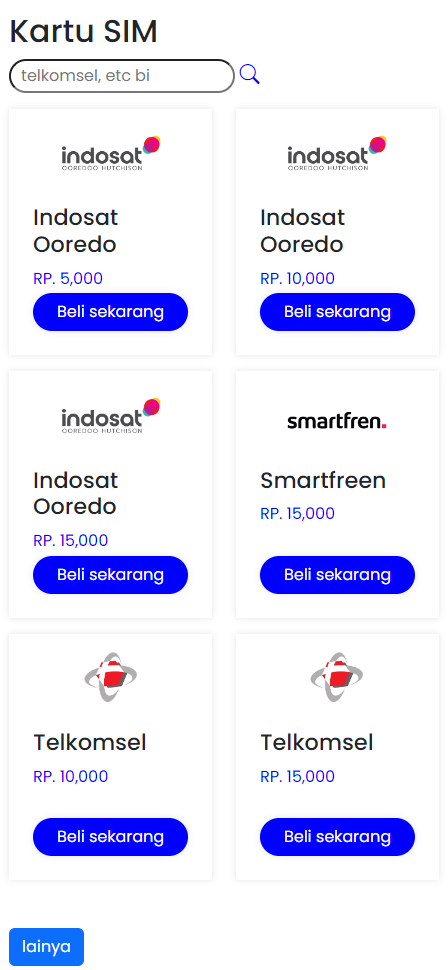 Kartu SIM
telkomsel, etc bi
indosat
OOREDOO HUTCHISON
indosat
OOREDOO HUTCHISON
Indosat
Ooredo
RP. 5,000
Beli sekarang
Indosat
Ooredo
RP. 10,000
Beli sekarang
indosat
OOREDOO HUTCHISON
smartfren.
Indosat
Ooredo
RP. 15,000
Beli sekarang
Smartfreen
RP. 15,000
Beli sekarang
Telkomsel
RP. 10,000
Beli sekarang
Telkomsel
RP. 15,000
Beli sekarang
lainya